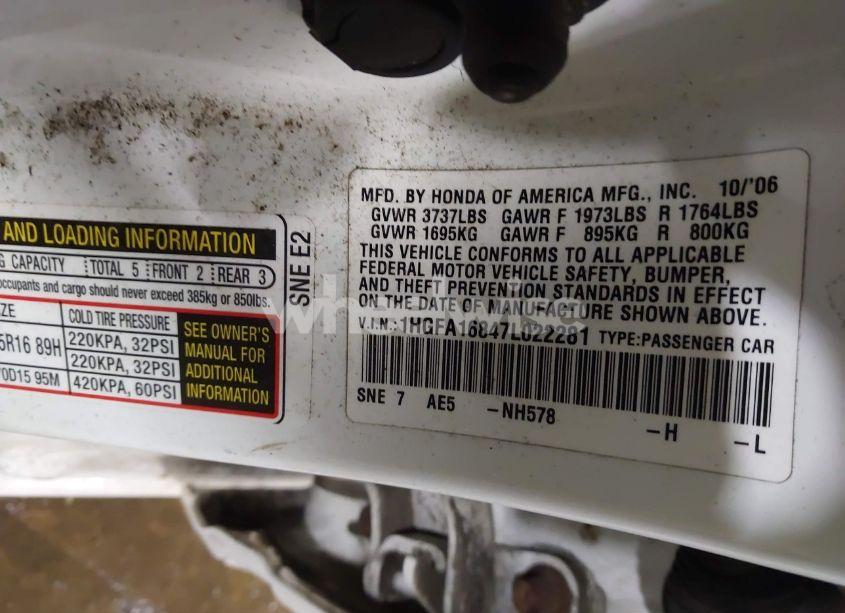 AND LOADING INFORMATION
CAPACITY TOTAL 5 FRONT 2 REAR 3
occupants and cargo should never exceed 385kg or 850lbs.
COLD TIRE PRESSURE
SEE OWNER'S MANUAL FOR ADDITIONAL INFORMATION
5R16 89H 220KPA, 32PSI
220KPA, 32PSI
0D15 95M 420KPA, 60PSI
SNE E2
MFD. BY HONDA OF AMERICA MFG., INC. 10/'06
GVWR 3737LBS GAWR F 1973LBS R 1764LBS
GVWR 1695KG GAWR F 895KG R 800KG
THIS VEHICLE CONFORMS TO ALL APPLICABLE
FEDERAL MOTOR VEHICLE SAFETY, BUMPER,
AND THEFT PREVENTION STANDARDS IN EFFECT
ON THE DATE OF MANUFACTURE SHOWN ABOVE.
V.I.N.: 1HGFA16847L022281 TYPE:PASSENGER CAR
SNE 7 AE5 -NH578 -H -L